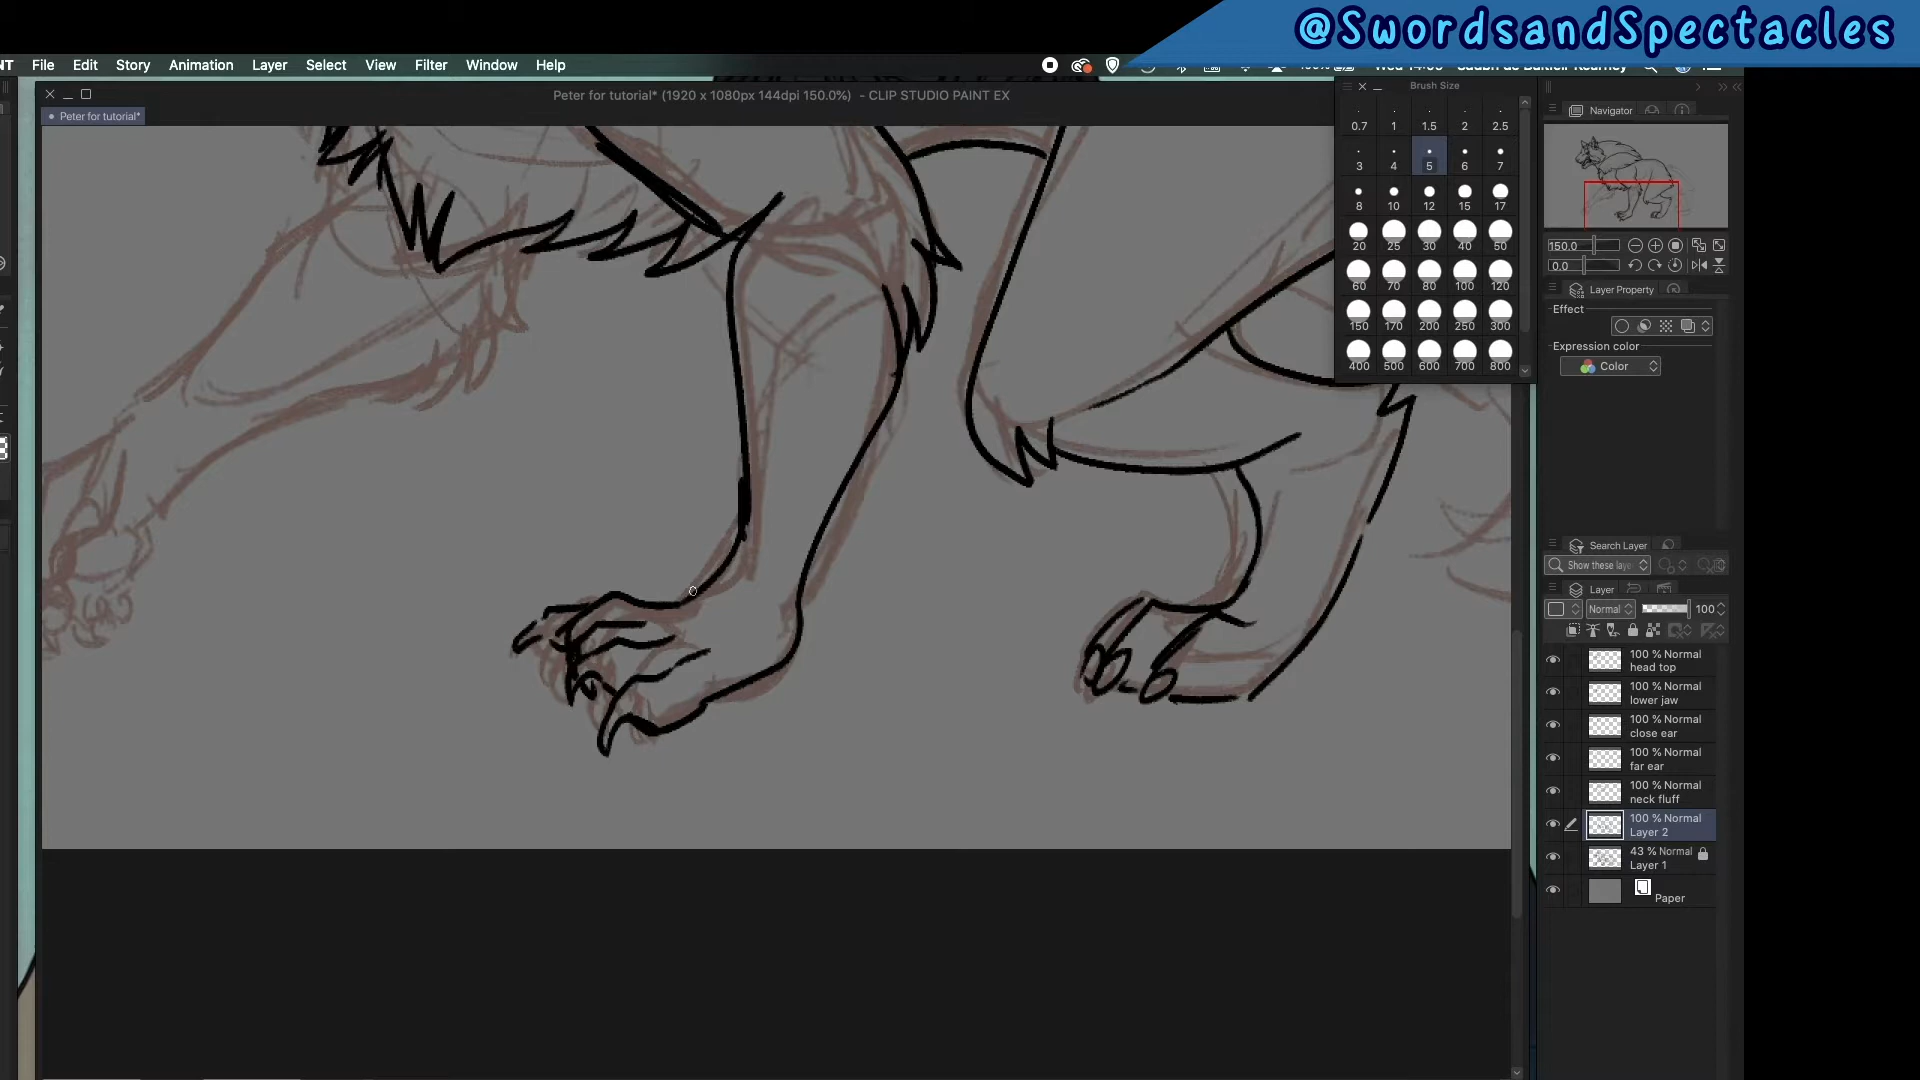 @SwordsandSpectacles
NT File Edit Story Animation Layer Select View Filter Window Help
Peter for tutorial* (1920 x 1080px 144dpi 150.0%) - CLIP STUDIO PAINT EX
Brush Size
• Peter for tutorial*
0.7 1 1.5 2 2.5
3 4 5 6 7
8 10 12 15 17
20 25 30 40 50
60 70 80 100 120
150 170 200 250 300
400 500 600 700 800
Navigator
150.0
0.0
Layer Property
Effect
Expression color
Color
Search Layer
Show these laye
Layer
Normal 100
100 % Normal
head top
100 % Normal
lower jaw
100 % Normal
close ear
100 % Normal
far ear
100 % Normal
neck fluff
100 % Normal
Layer 2
43 % Normal
Layer 1
Paper